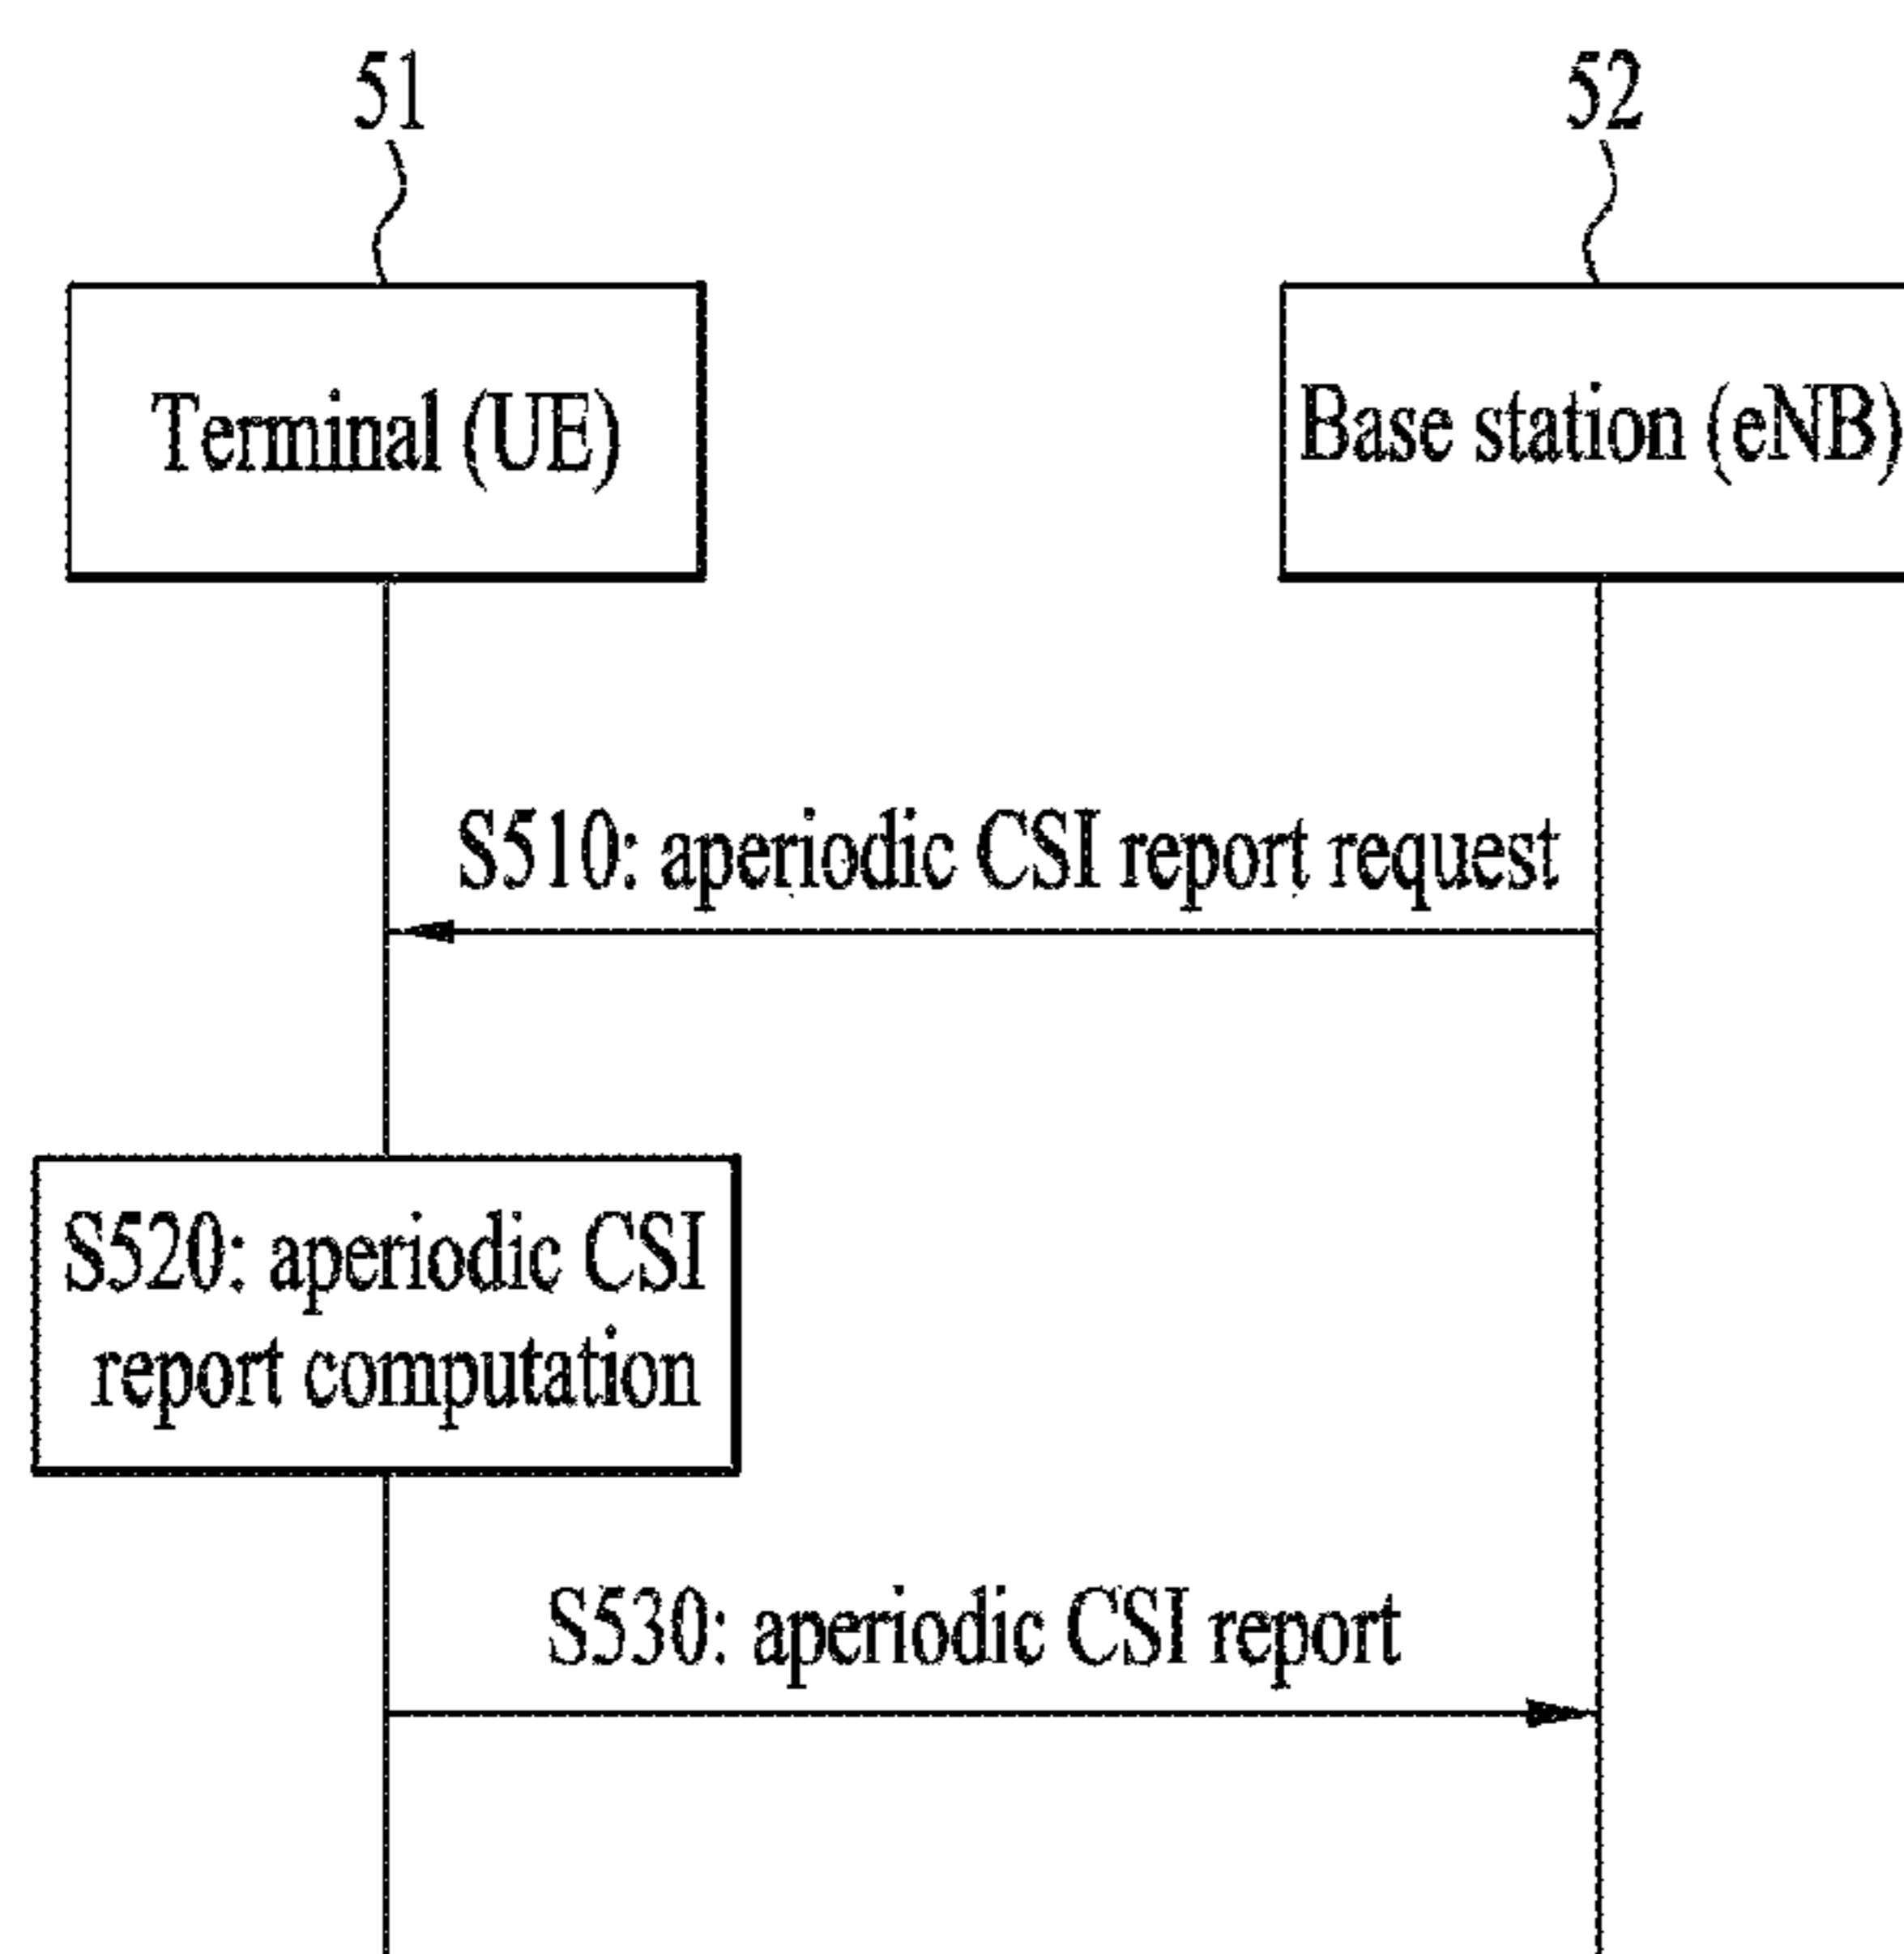 51
52
Terminal (UE)
Base station (eNB)
S510: aperiodic CSI report request
S520: aperiodic CSI
report computation
S530: aperiodic CSI report